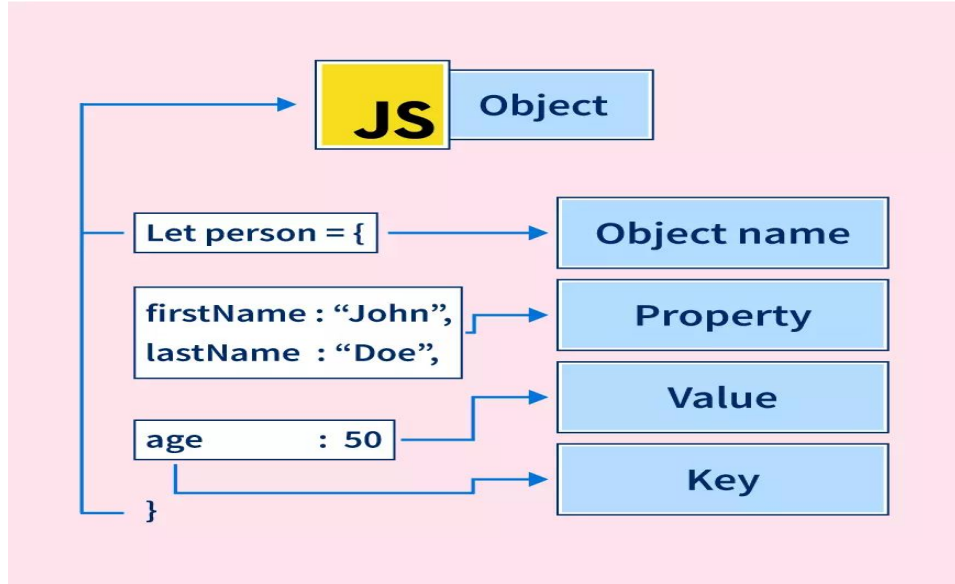 JS Object
Let person = { Object name
firstName : “John”, Property
lastName : “Doe”,
Value
age : 50
Key
}